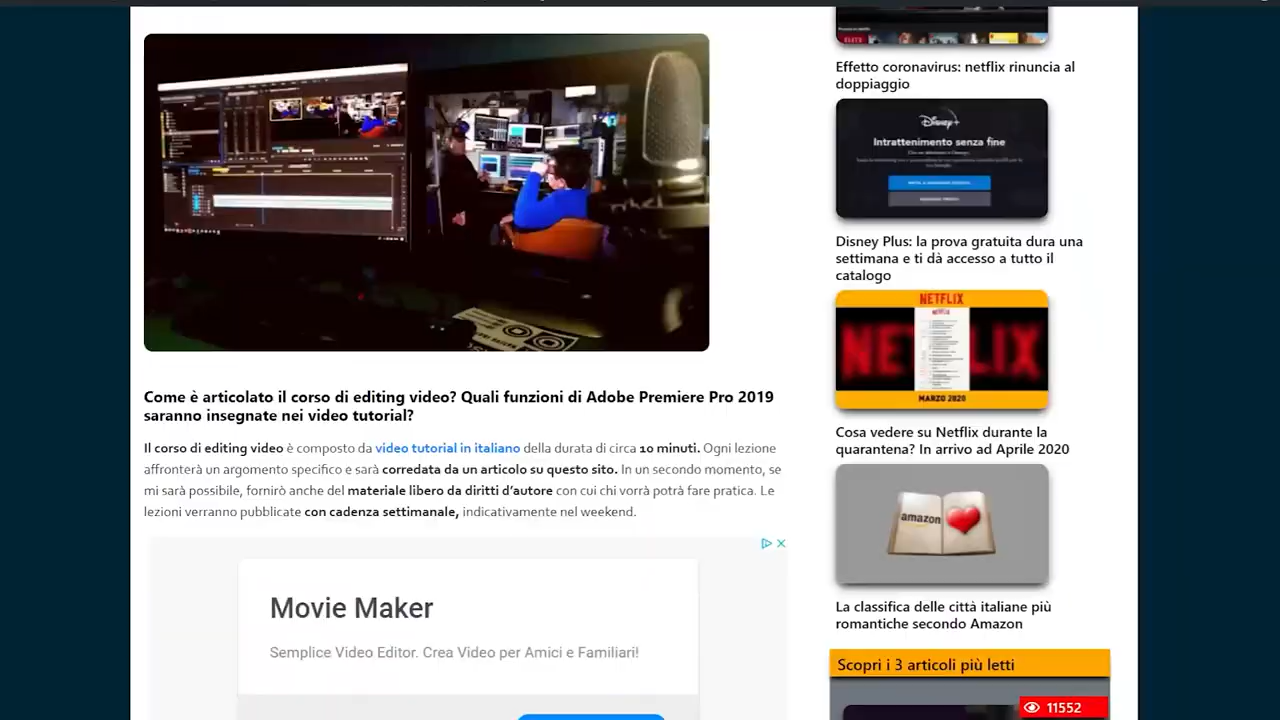 Come è articolato il corso di editing video? Quali funzioni di Adobe Premiere Pro 2019
saranno insegnate nei video tutorial?
Il corso di editing video è composto da video tutorial in italiano della durata di circa 10 minuti. Ogni lezione
affronterà un argomento specifico e sarà corredata da un articolo su questo sito. In un secondo momento, se
mi sarà possibile, fornirò anche del materiale libero da diritti d’autore con cui chi vorrà potrà fare pratica. Le
lezioni verranno pubblicate con cadenza settimanale, indicativamente nel weekend.
Movie Maker
Semplice Video Editor. Crea Video per Amici e Familiari!
Effetto coronavirus: netflix rinuncia al
doppiaggio
Disney+
Intrattenimento senza fine
Disney Plus: la prova gratuita dura una
settimana e ti dà accesso a tutto il
catalogo
NETFLIX
NETFLIX
NE LIX
MARZO 2020
Cosa vedere su Netflix durante la
quarantena? In arrivo ad Aprile 2020
amazon
La classifica delle città italiane più
romantiche secondo Amazon
Scopri i 3 articoli più letti
11552